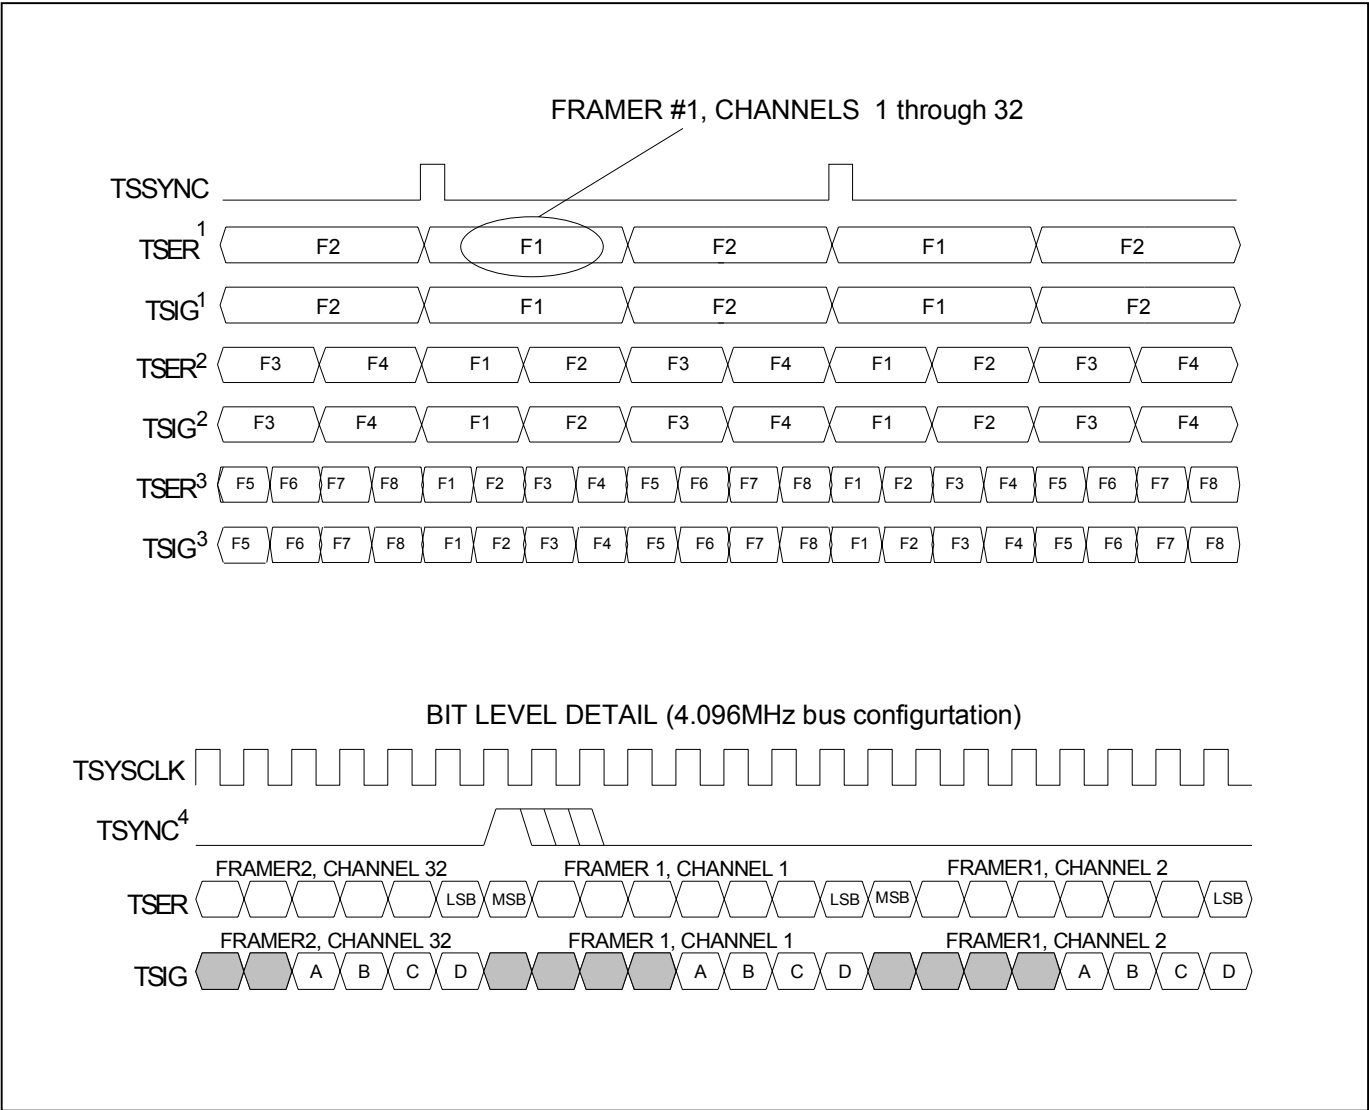 FRAMER #1, CHANNELS 1 through 32
TSSYNC
TSER1 F2 F1 F2 F1 F2
TSIG1 F2 F1 F2 F1 F2
TSER2 F3 F4 F1 F2 F3 F4 F1 F2 F3 F4
TSIG2 F3 F4 F1 F2 F3 F4 F1 F2 F3 F4
TSER3 F5 F6 F7 F8 F1 F2 F3 F4 F5 F6 F7 F8 F1 F2 F3 F4 F5 F6 F7 F8
TSIG3 F5 F6 F7 F8 F1 F2 F3 F4 F5 F6 F7 F8 F1 F2 F3 F4 F5 F6 F7 F8
BIT LEVEL DETAIL (4.096MHz bus configurtation)
TSYSCLK
TSYNC4
FRAMER2, CHANNEL 32 FRAMER 1, CHANNEL 1 FRAMER1, CHANNEL 2
TSER LSB MSB LSB MSB LSB
FRAMER2, CHANNEL 32 FRAMER 1, CHANNEL 1 FRAMER1, CHANNEL 2
TSIG A B C D A B C D A B C D